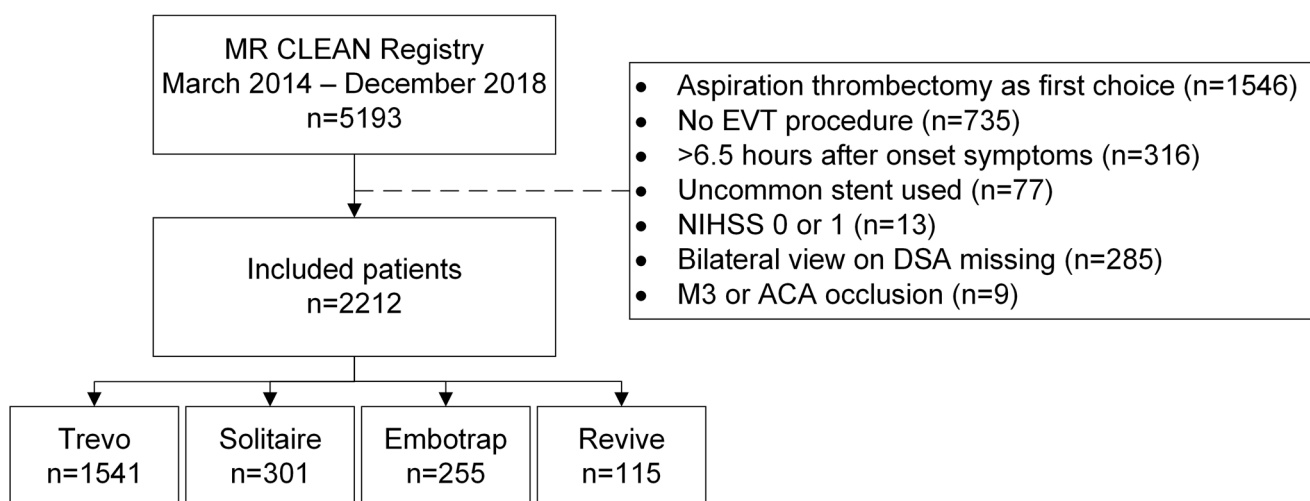 MR CLEAN Registry
March 2014 – December 2018
n=5193
• Aspiration thrombectomy as first choice (n=1546)
• No EVT procedure (n=735)
• >6.5 hours after onset symptoms (n=316)
• Uncommon stent used (n=77)
• NIHSS 0 or 1 (n=13)
• Bilateral view on DSA missing (n=285)
• M3 or ACA occlusion (n=9)
Included patients
n=2212
Trevo
n=1541
Solitaire
n=301
Embotrap
n=255
Revive
n=115